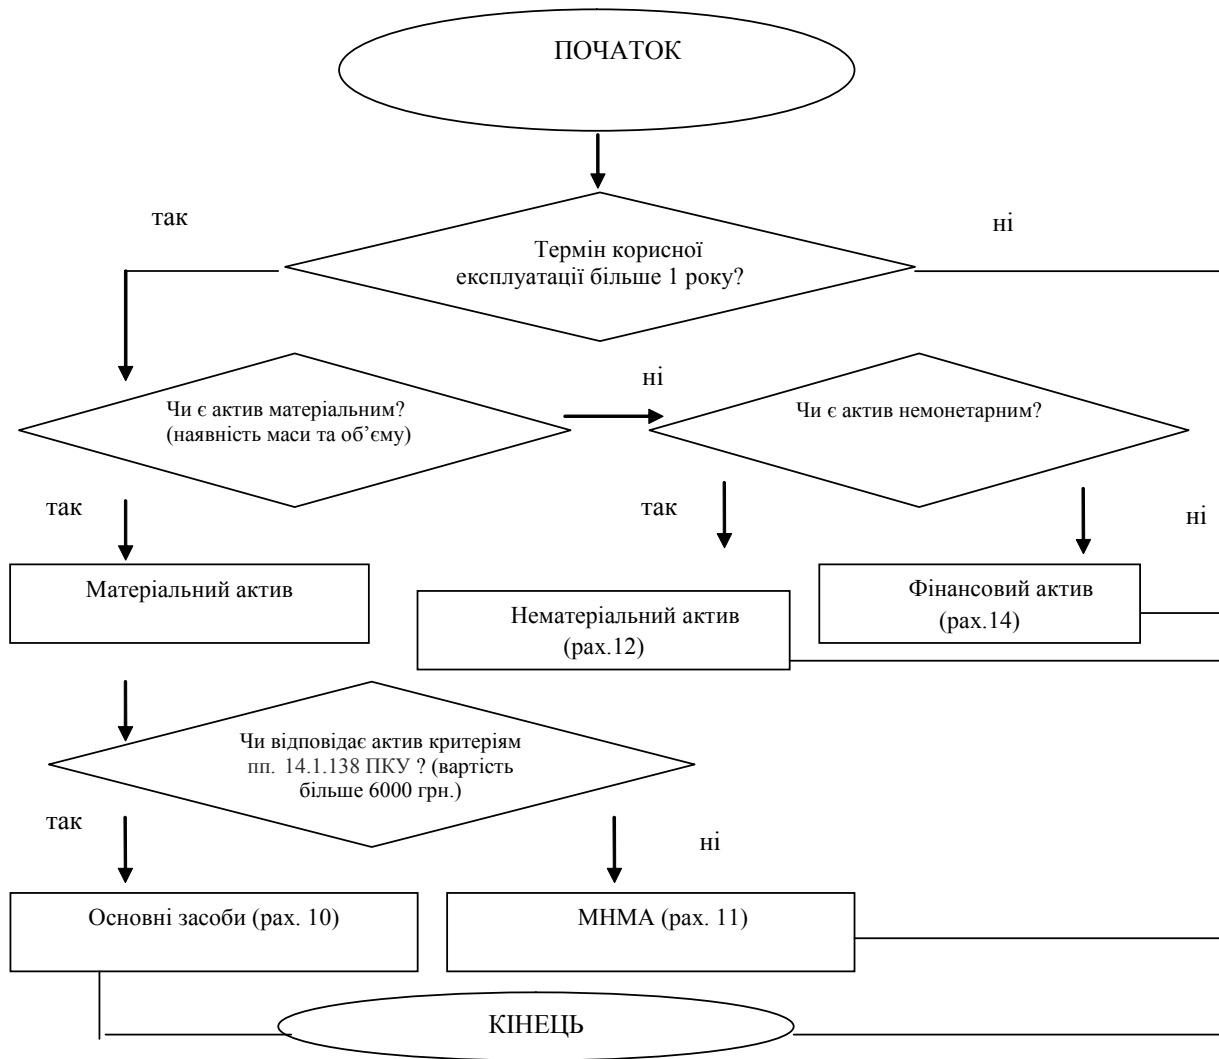 ПОЧАТОК
так
ні
Термін корисної
експлуатації більше 1 року?
ні
Чи є актив матеріальним?
(наявність маси та об’єму)
Чи є актив немонетарним?
так
так
ні
Матеріальний актив
Нематеріальний актив
(рах.12)
Фінансовий актив
(рах.14)
Чи відповідає актив критеріям
пп. 14.1.138 ПКУ ? (вартість
більше 6000 грн.)
так
ні
Основні засоби (рах. 10)
МНМА (рах. 11)
КІНЕЦЬ